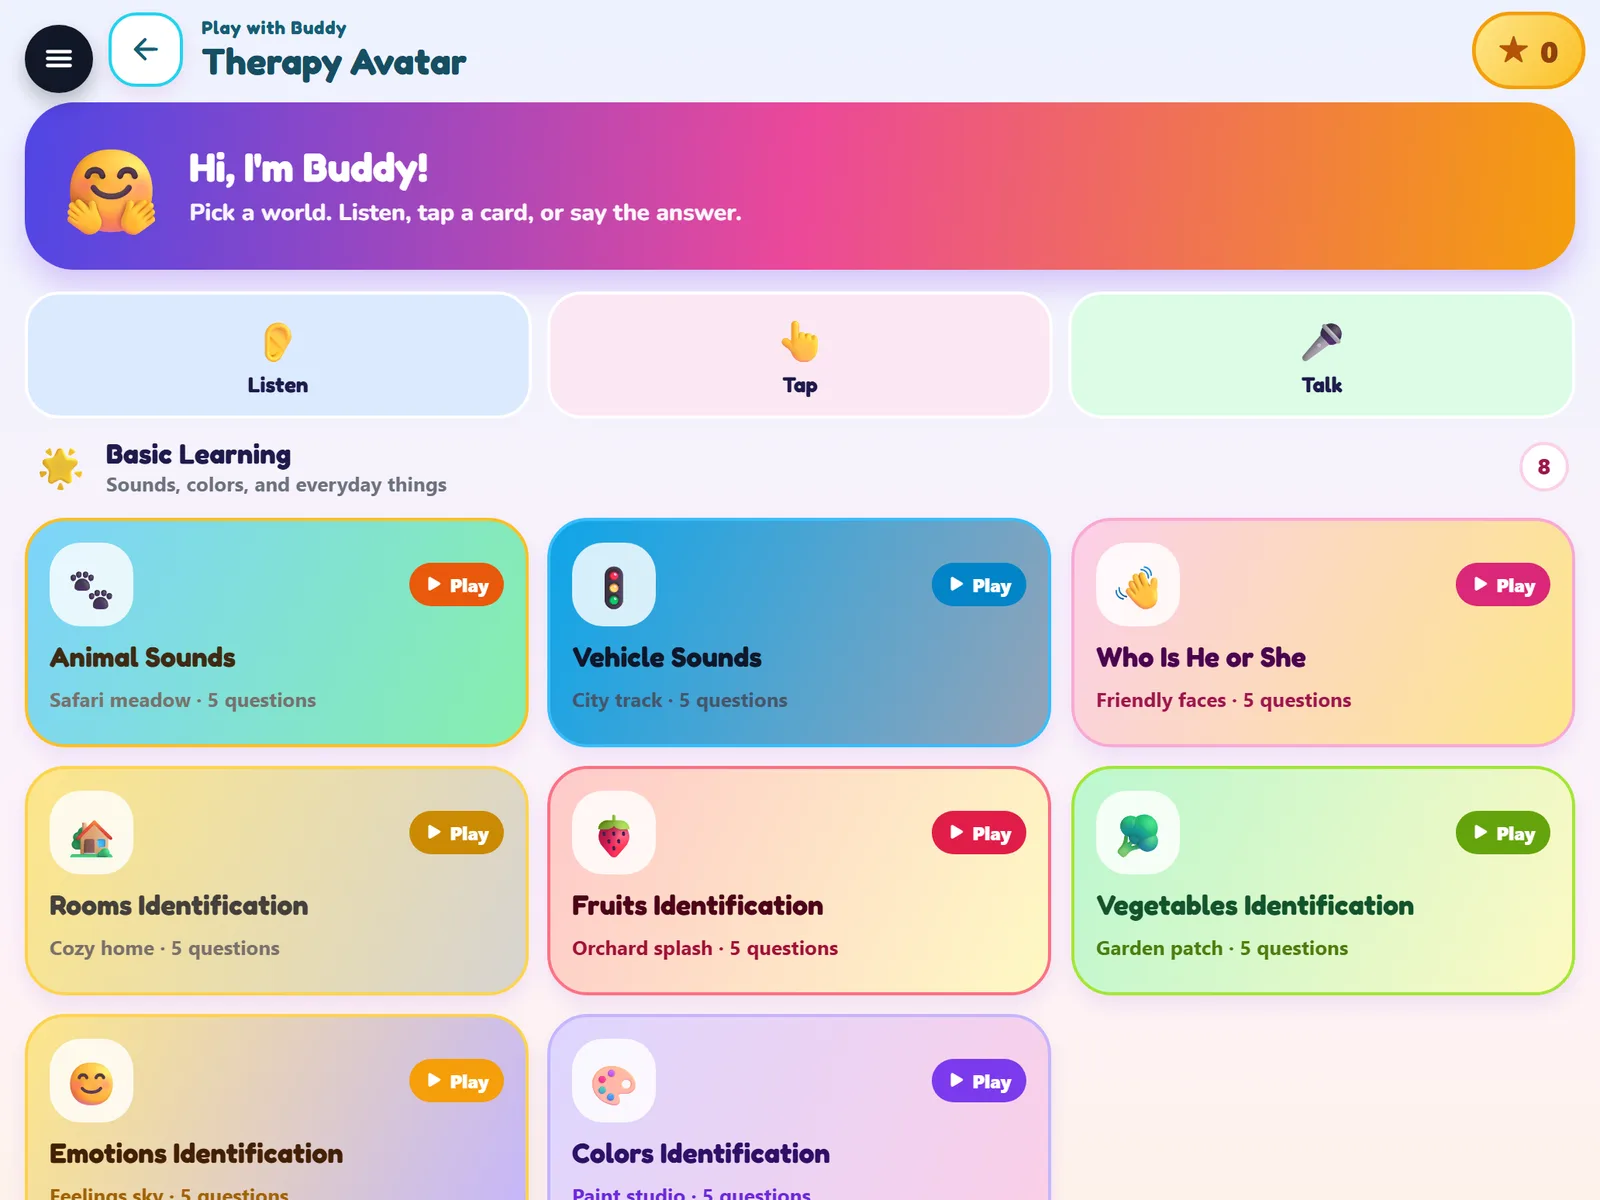 Play with Buddy
Therapy Avatar
★ 0
Hi, I'm Buddy!
Pick a world. Listen, tap a card, or say the answer.
Listen
Tap
Talk
Basic Learning
Sounds, colors, and everyday things
8
Play
Animal Sounds
Safari meadow · 5 questions
Play
Vehicle Sounds
City track · 5 questions
Play
Who Is He or She
Friendly faces · 5 questions
Play
Rooms Identification
Cozy home · 5 questions
Play
Fruits Identification
Orchard splash · 5 questions
Play
Vegetables Identification
Garden patch · 5 questions
Play
Emotions Identification
Feelings sky · 5 questions
Play
Colors Identification
Paint studio · 5 questions